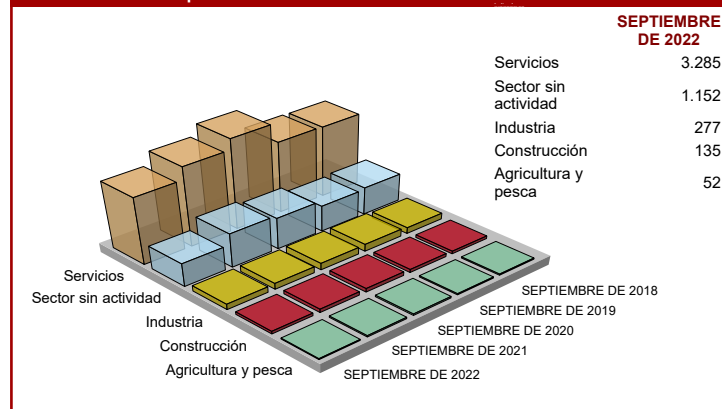 SEPTIEMBRE
DE 2022
Servicios 3.285
Sector sin
actividad 1.152
Industria 277
Construcción 135
Agricultura y
pesca 52
Servicios
Sector sin actividad
Industria
Construcción
Agricultura y pesca
SEPTIEMBRE DE 2018
SEPTIEMBRE DE 2019
SEPTIEMBRE DE 2020
SEPTIEMBRE DE 2021
SEPTIEMBRE DE 2022